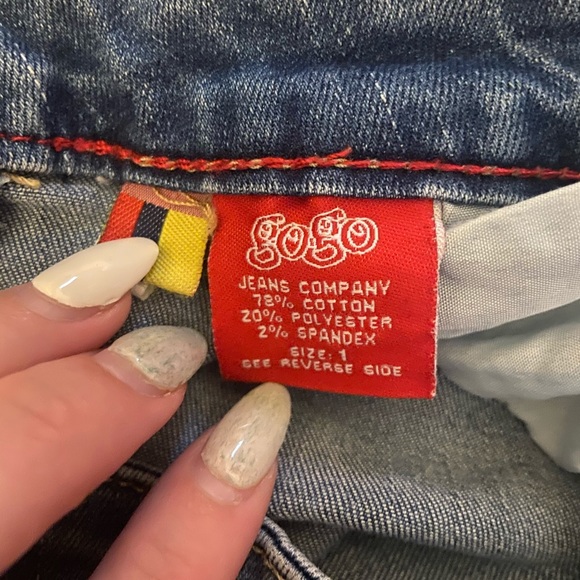 gogo
JEANS COMPANY
78% COTTON
20% POLYESTER
2% SPANDEX
SIZE: 1
SEE REVERSE SIDE